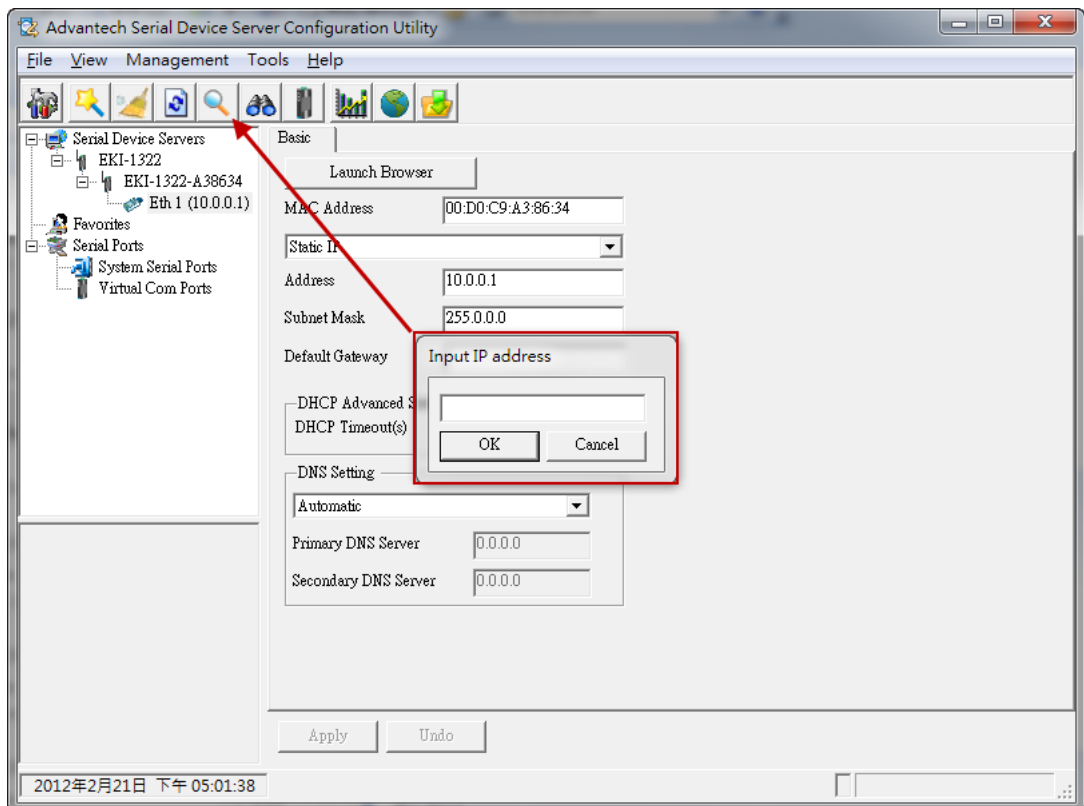 Advantech Serial Device Server Configuration Utility
File View Management Tools Help
Serial Device Servers
EKI-1322
EKI-1322-A38634
Eth 1 (10.0.0.1)
Favorites
Serial Ports
System Serial Ports
Virtual Com Ports
Basic
Launch Browser
MAC Address 00:D0:C9:A3:86:34
Static IP
Address 10.0.0.1
Subnet Mask 255.0.0.0
Default Gateway
Input IP address
OK Cancel
DHCP Advanced
DHCP Timeout(s)
DNS Setting
Automatic
Primary DNS Server 0.0.0.0
Secondary DNS Server 0.0.0.0
Apply Undo
2012年2月21日 下午 05:01:38